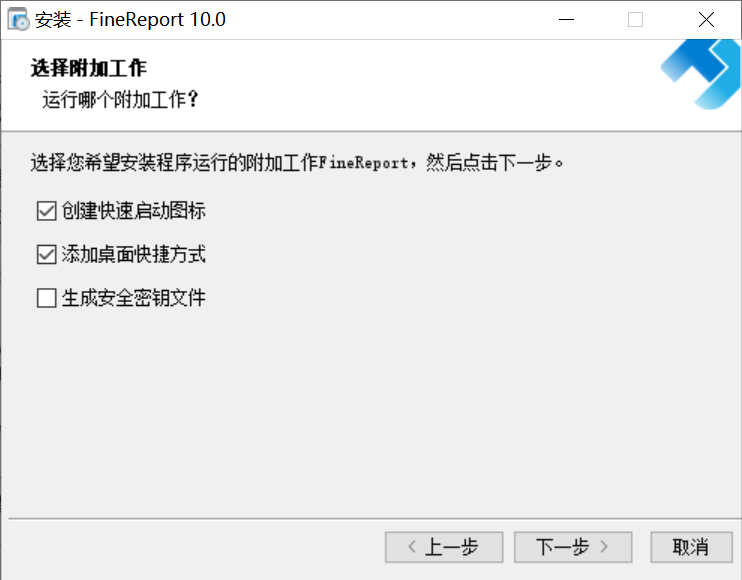 安装 - FineReport 10.0
选择附加工作
运行哪个附加工作？
选择您希望安装程序运行的附加工作FineReport，然后点击下一步。
创建快速启动图标
添加桌面快捷方式
生成安全密钥文件
< 上一步 下一步 > 取消